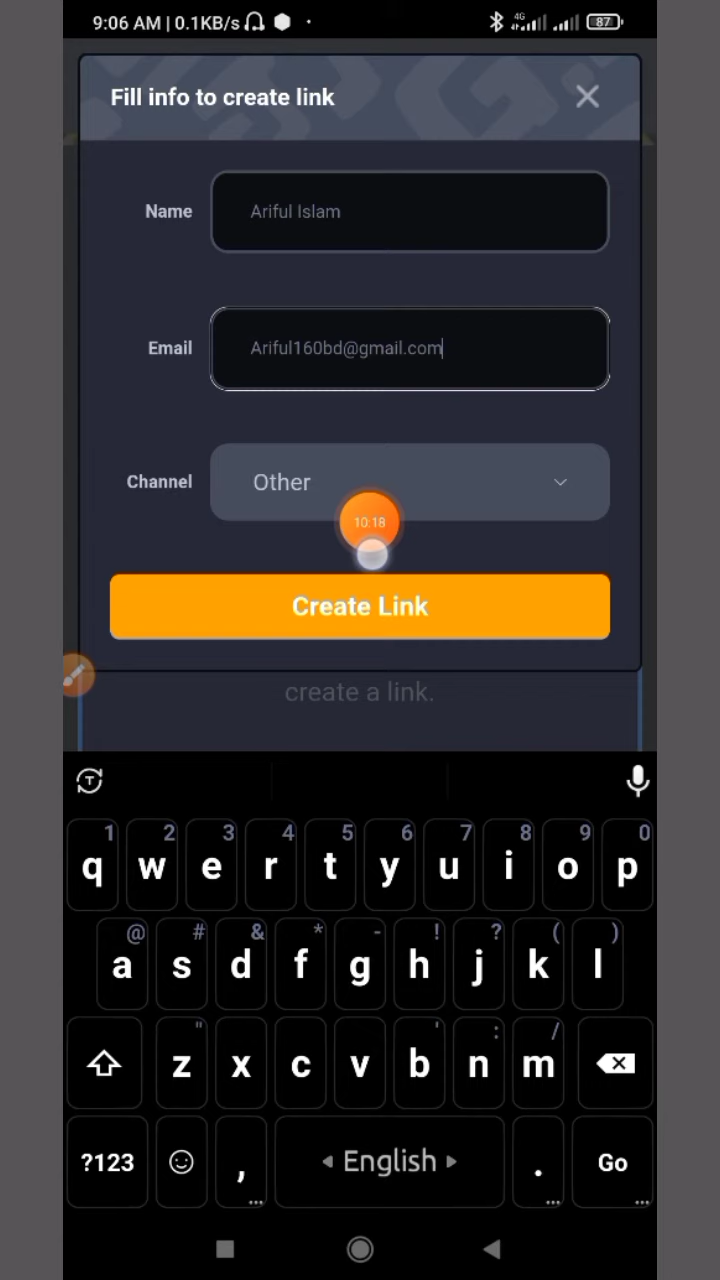 9:06 AM | 0.1KB/s 4G 87
Fill info to create link
Name Ariful Islam
Email Ariful160bd@gmail.com
Channel Other
10:18
Create Link
create a link.
T
1 2 3 4 5 6 7 8 9 0
q w e r t y u i o p
@ # & * - ! ? ( )
a s d f g h j k l
" ' : /
z x c v b n m
?123 , English . Go